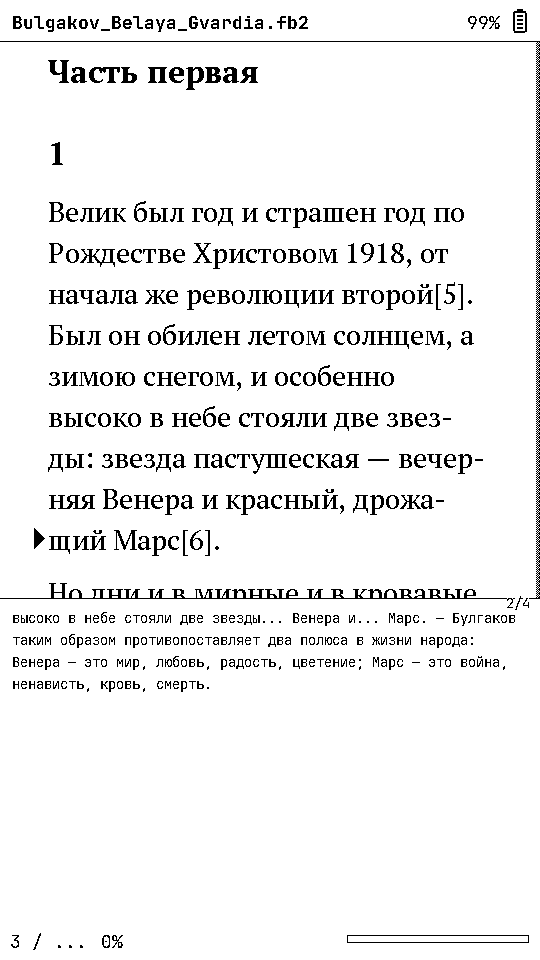 Bulgakov_Belaya_Gvardia.fb2 99%
Часть первая
1
Велик был год и страшен год по
Рождестве Христовом 1918, от
начала же революции второй[5].
Был он обилен летом солнцем, а
зимою снегом, и особенно
высоко в небе стояли две звез-
ды: звезда пастушеская — вечер-
няя Венера и красный, дрожа-
щий Марс[6].
Но дни и в мирные и в кровавые
2/4
высоко в небе стояли две звезды... Венера и... Марс. — Булгаков
таким образом противопоставляет два полюса в жизни народа:
Венера — это мир, любовь, радость, цветение; Марс — это война,
ненависть, кровь, смерть.
3 / ... 0%